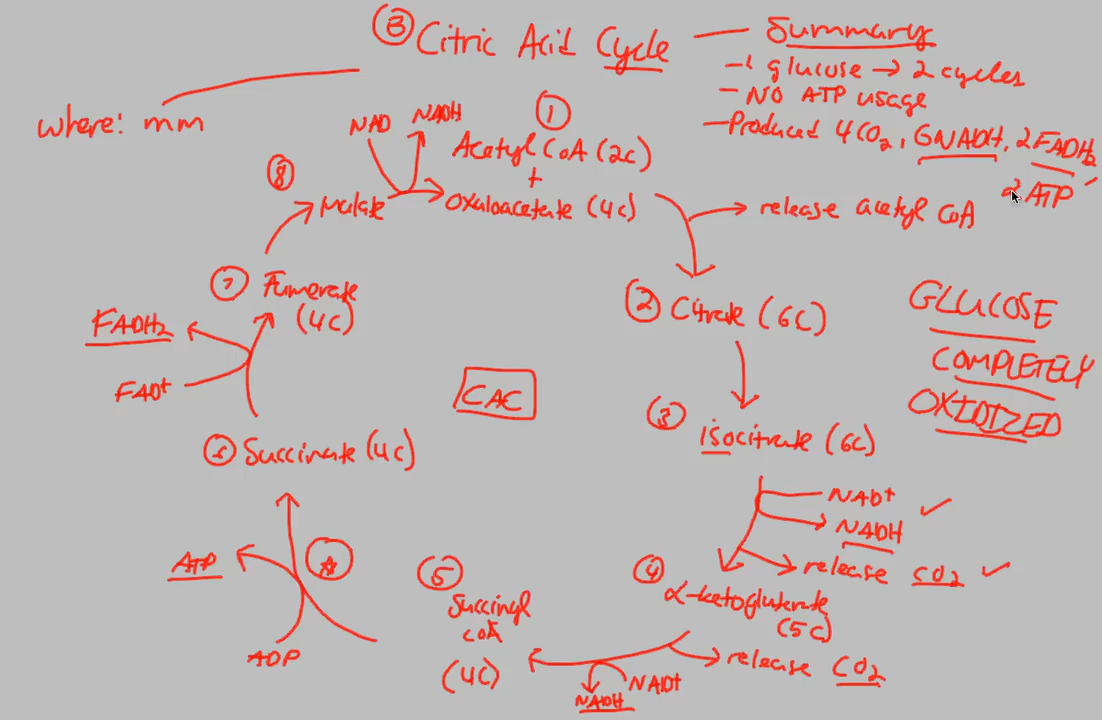 ③ Citric Acid Cycle — Summary
- 1 glucose → 2 cycles
- NO ATP usage
- Produced 4CO2, 6NADH, 2FADH2
2 ATP
where: mm
NAD NADH
①
Acetyl CoA (2C)
+
Oxaloacetate (4C)
release acetyl CoA
② Citrate (6C)
③ Isocitrate (6C)
NAD+
NADH
release CO2
④ α-ketogluterate
(5C)
release CO2
NAD+
NADH
⑤ Succinyl
CoA
(4C)
ADP
ATP
⑥ Succinate (4C)
FAD+
FADH2
⑦ Fumerate
(4C)
⑧ Malate
CAC
GLUCOSE
COMPLETELY
OXIDIZED